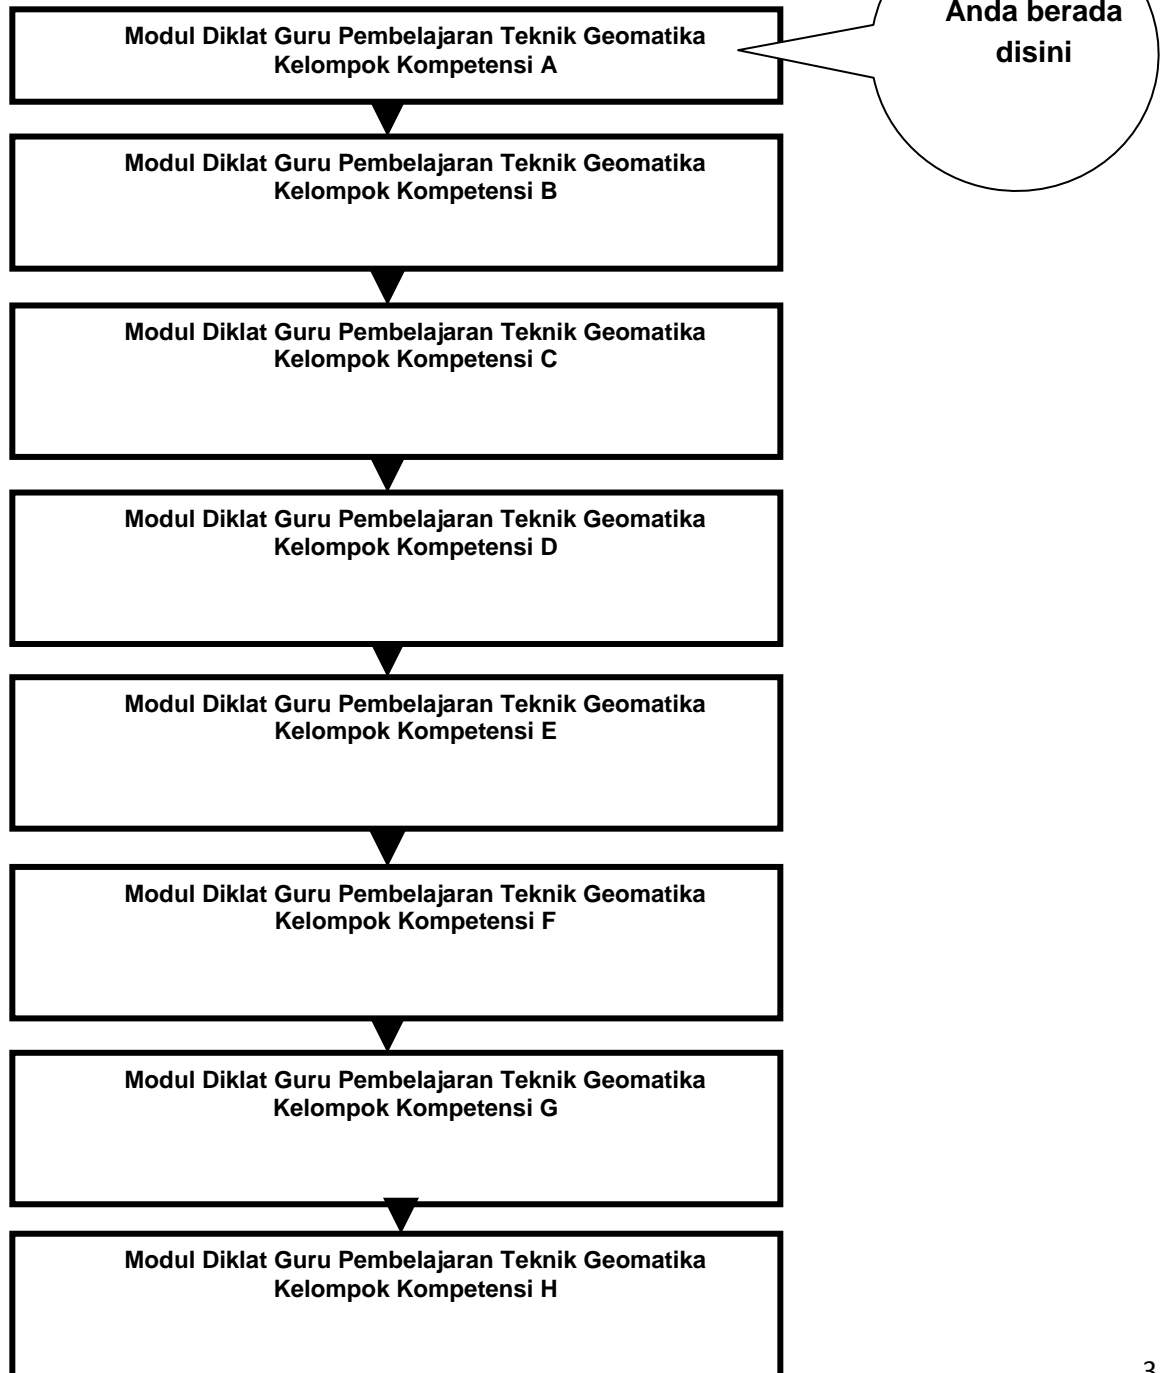 Anda berada
disini
Modul Diklat Guru Pembelajaran Teknik Geomatika
Kelompok Kompetensi A
Modul Diklat Guru Pembelajaran Teknik Geomatika
Kelompok Kompetensi B
Modul Diklat Guru Pembelajaran Teknik Geomatika
Kelompok Kompetensi C
Modul Diklat Guru Pembelajaran Teknik Geomatika
Kelompok Kompetensi D
Modul Diklat Guru Pembelajaran Teknik Geomatika
Kelompok Kompetensi E
Modul Diklat Guru Pembelajaran Teknik Geomatika
Kelompok Kompetensi F
Modul Diklat Guru Pembelajaran Teknik Geomatika
Kelompok Kompetensi G
Modul Diklat Guru Pembelajaran Teknik Geomatika
Kelompok Kompetensi H
3